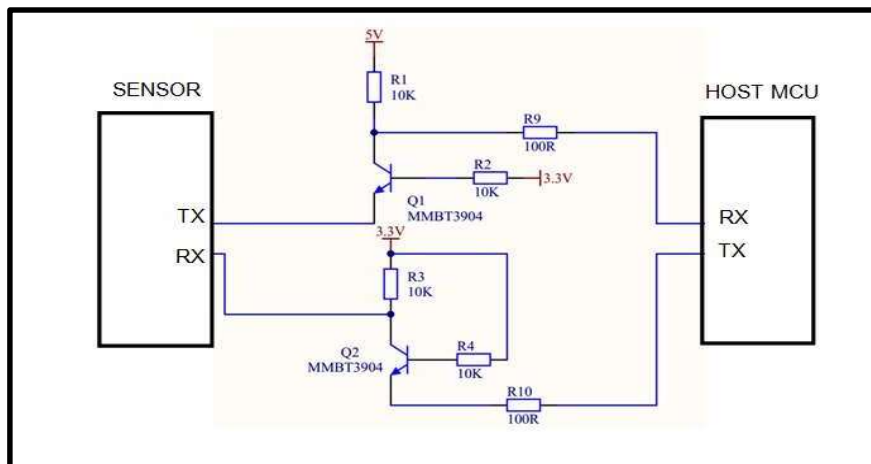 5V
SENSOR
R1
10K
HOST MCU
R9
100R
R2
10K
3.3V
Q1
MMBT3904
TX
RX
RX
TX
3.3V
R3
10K
Q2
MMBT3904
R4
10K
R10
100R